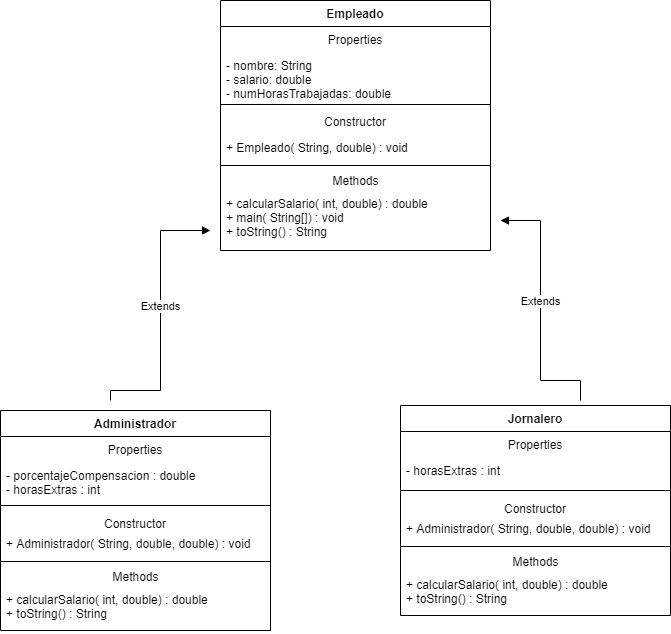 Empleado
Properties
- nombre: String
- salario: double
- numHorasTrabajadas: double
Constructor
+ Empleado( String, double) : void
Methods
+ calcularSalario( int, double) : double
+ main( String[]) : void
+ toString() : String
Extends
Extends
Administrador
Properties
- porcentajeCompensacion : double
- horasExtras : int
Constructor
+ Administrador( String, double, double) : void
Methods
+ calcularSalario( int, double) : double
+ toString() : String
Jornalero
Properties
- horasExtras : int
Constructor
+ Administrador( String, double, double) : void
Methods
+ calcularSalario( int, double) : double
+ toString() : String